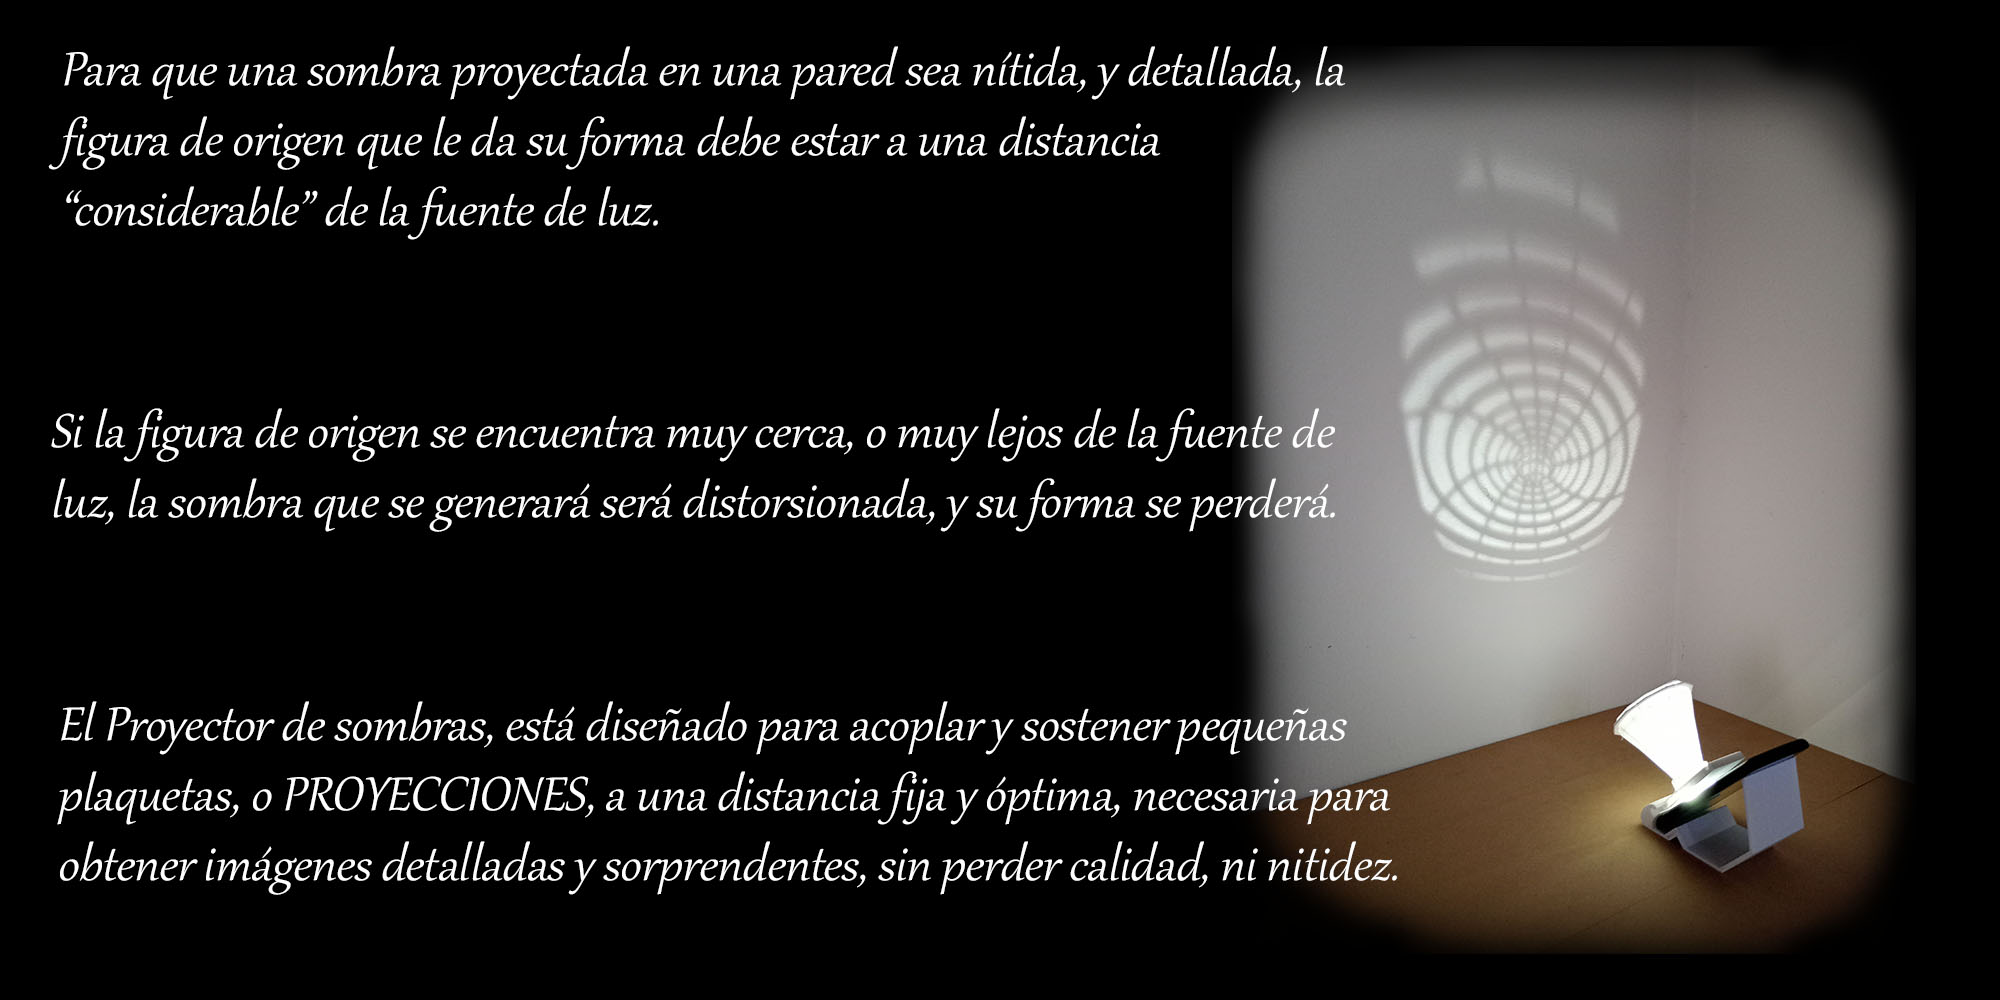 Para que una sombra proyectada en una pared sea nítida, y detallada, la
figura de origen que le da su forma debe estar a una distancia
“considerable” de la fuente de luz.
Si la figura de origen se encuentra muy cerca, o muy lejos de la fuente de
luz, la sombra que se generará será distorsionada, y su forma se perderá.
El Proyector de sombras, está diseñado para acoplar y sostener pequeñas
plaquetas, o PROYECCIONES, a una distancia fija y óptima, necesaria para
obtener imágenes detalladas y sorprendentes, sin perder calidad, ni nitidez.